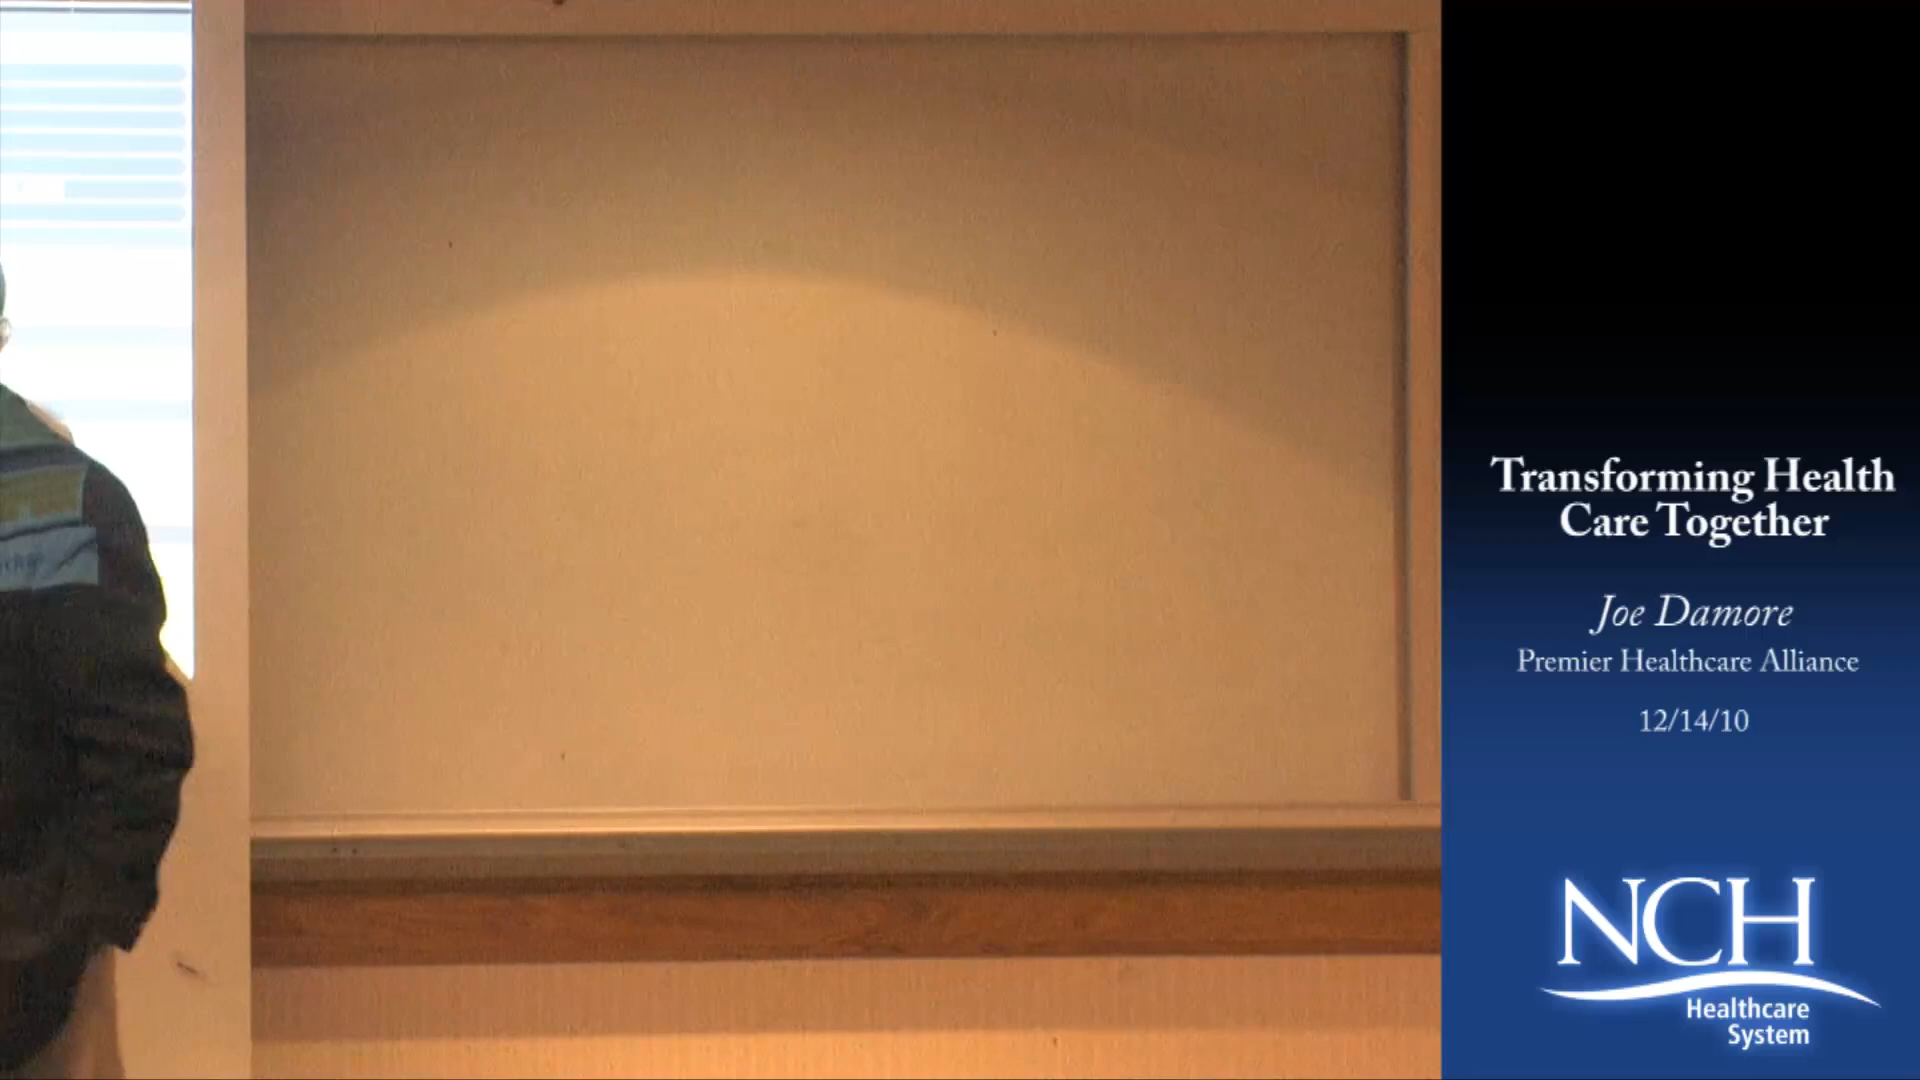 Transforming Health
Care Together
Joe Damore
Premier Healthcare Alliance
12/14/10
NCH
Healthcare
System